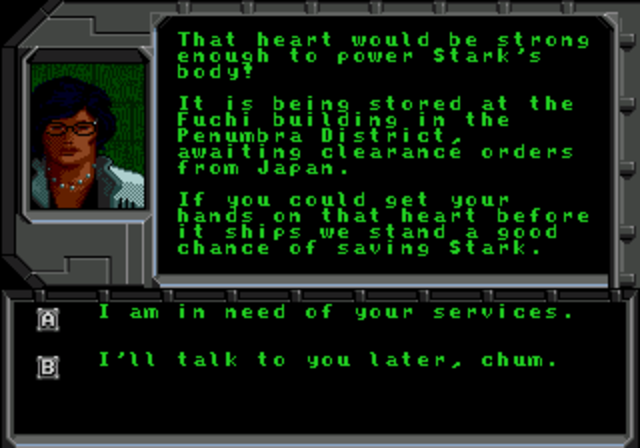 That heart would be strong
enough to power Stark's
body!
It is being stored at the
Fuchi building in the
Penumbra District,
awaiting clearance orders
from Japan.
If you could get your
hands on that heart before
it ships we stand a good
chance of saving Stark.
A I am in need of your services.
B I'll talk to you later, chum.